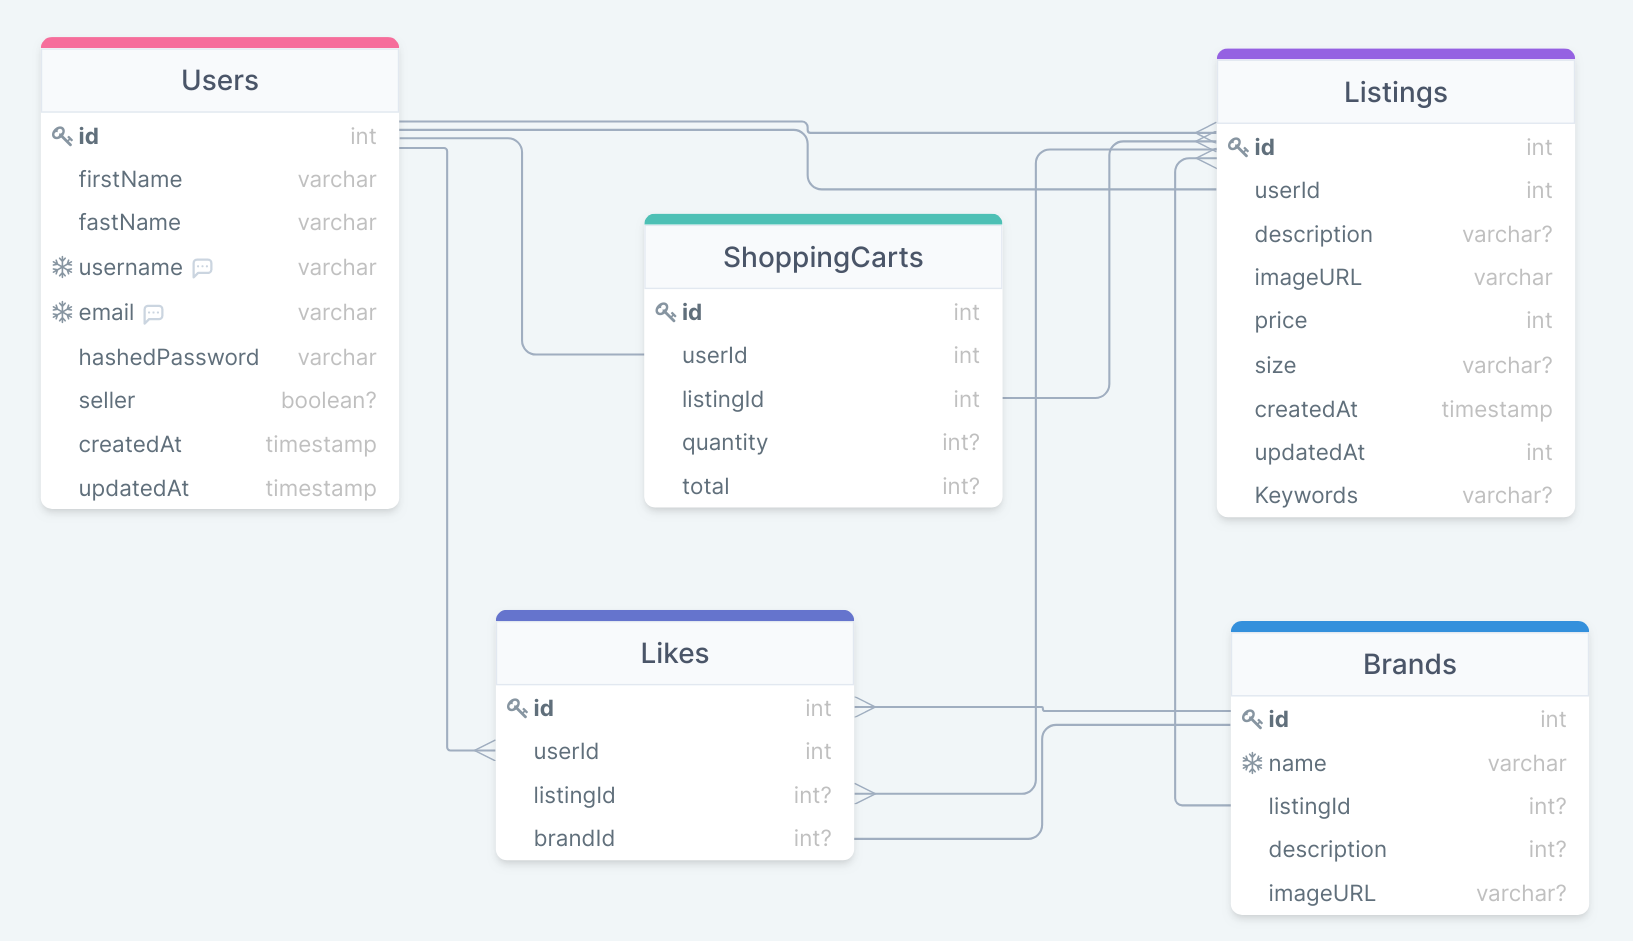 Users
id int
firstName varchar
fastName varchar
username varchar
email varchar
hashedPassword varchar
seller boolean?
createdAt timestamp
updatedAt timestamp
ShoppingCarts
id int
userId int
listingId int
quantity int?
total int?
Listings
id int
userId int
description varchar?
imageURL varchar
price int
size varchar?
createdAt timestamp
updatedAt int
Keywords varchar?
Likes
id int
userId int
listingId int?
brandId int?
Brands
id int
name varchar
listingId int?
description int?
imageURL varchar?